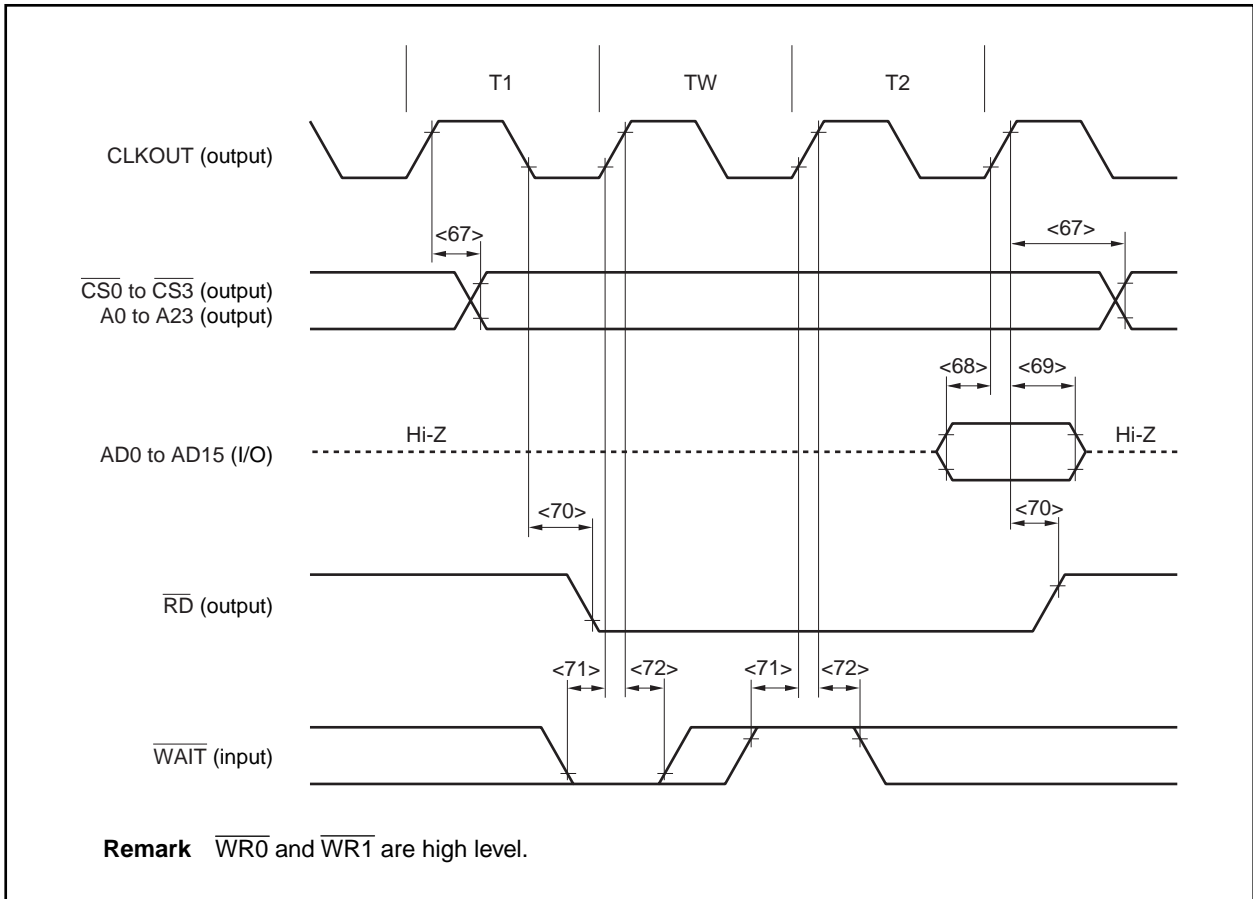 T1 TW T2
CLKOUT (output)
<67> <67>
CS0 to CS3 (output)
A0 to A23 (output)
<68> <69>
Hi-Z Hi-Z
AD0 to AD15 (I/O)
<70> <70>
RD (output)
<71> <72> <71> <72>
WAIT (input)
Remark WR0 and WR1 are high level.